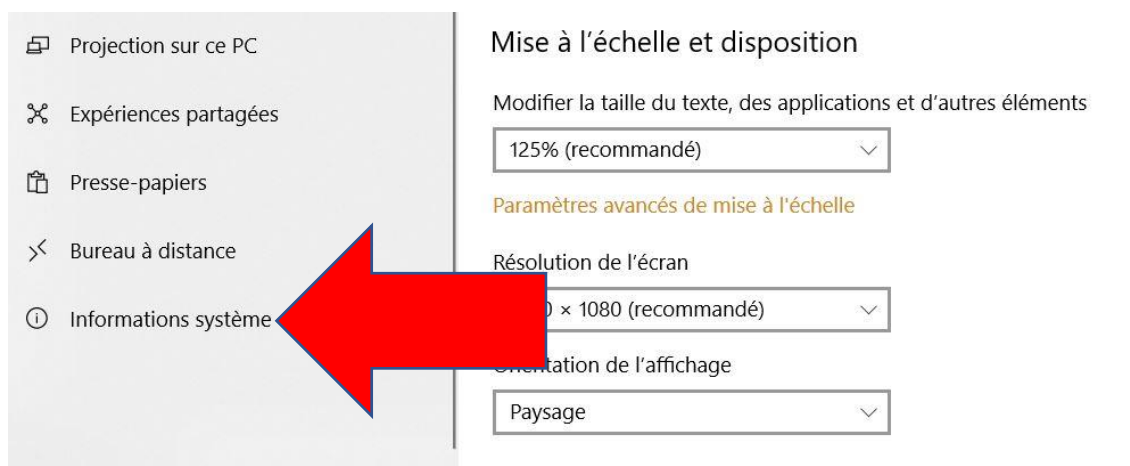 Projection sur ce PC
Expériences partagées
Presse-papiers
Bureau à distance
Informations système
Mise à l’échelle et disposition
Modifier la taille du texte, des applications et d’autres éléments
125% (recommandé)
Paramètres avancés de mise à l'échelle
Résolution de l’écran
× 1080 (recommandé)
de l’affichage
Paysage